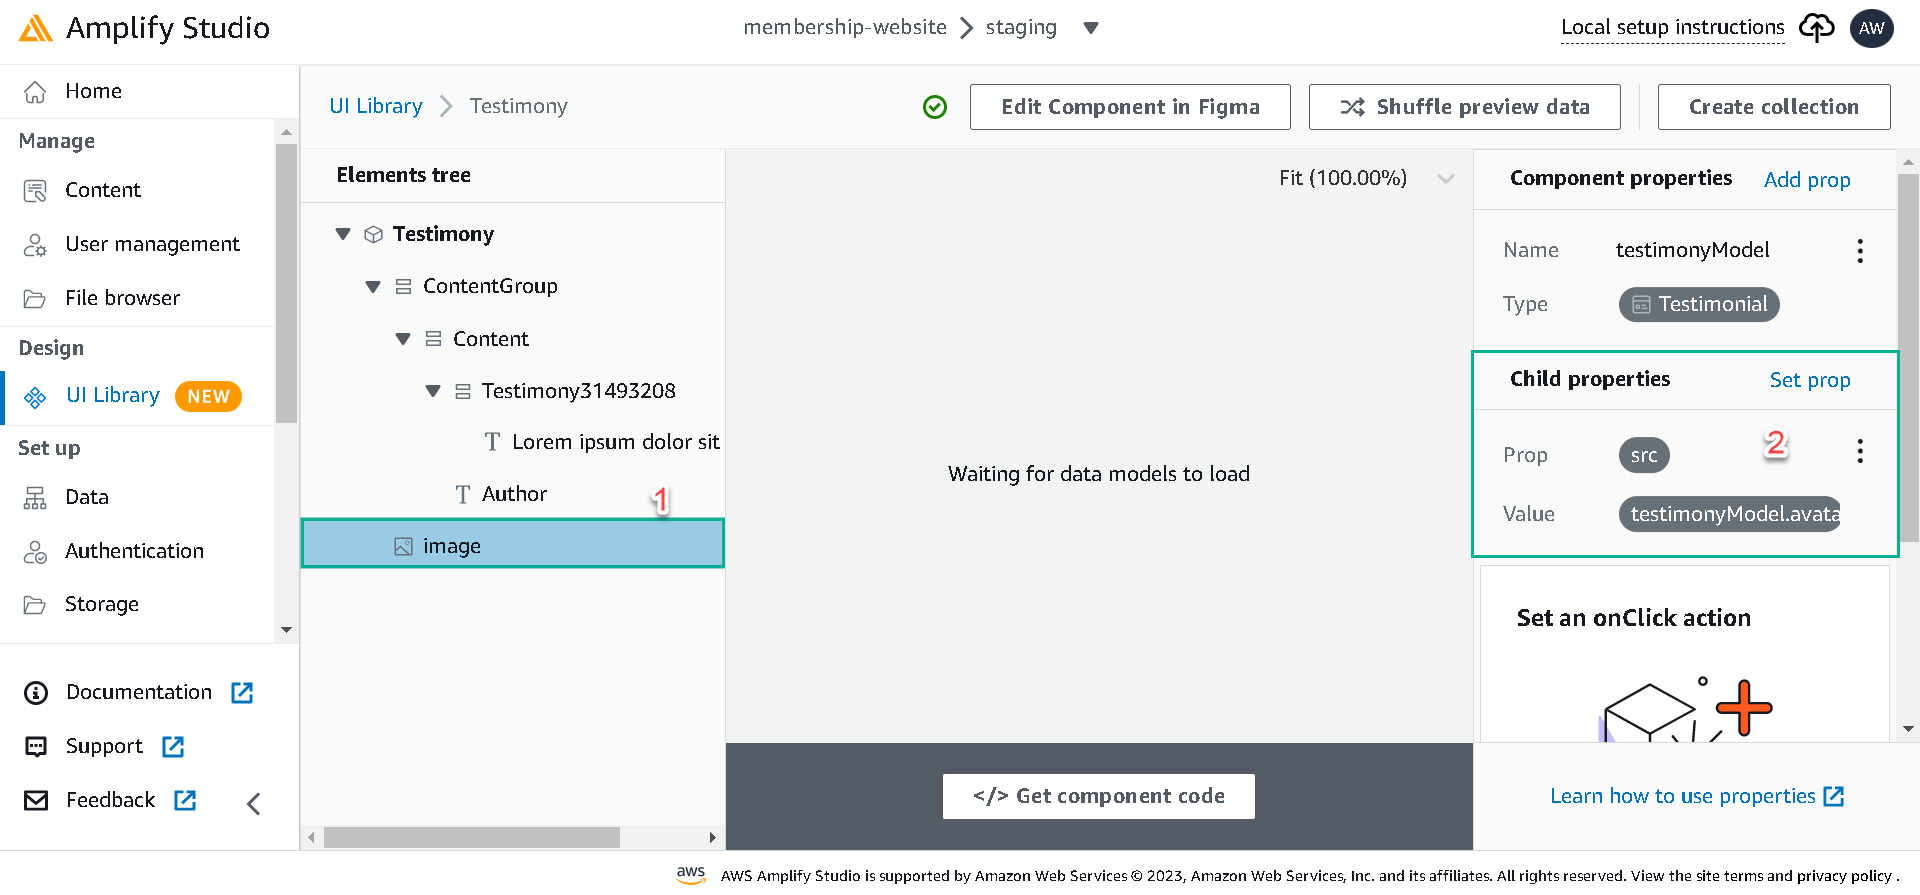 Amplify Studio
membership-website
staging
Local setup instructions
AW
Home
Manage
Content
User management
File browser
Design
UI Library
NEW
Set up
Data
Authentication
Storage
Documentation
Support
Feedback
UI Library
Testimony
Edit Component in Figma
Shuffle preview data
Create collection
Elements tree
Testimony
ContentGroup
Content
Testimony31493208
Lorem ipsum dolor sit
Author
1
image
Fit (100.00%)
Waiting for data models to load
</> Get component code
Component properties
Add prop
Name
testimonyModel
Type
Testimonial
Child properties
Set prop
Prop
src
2
Value
testimonyModel.avata
Set an onClick action
Learn how to use properties
aws
AWS Amplify Studio is supported by Amazon Web Services © 2023, Amazon Web Services, Inc. and its affiliates. All rights reserved. View the site terms and privacy policy .